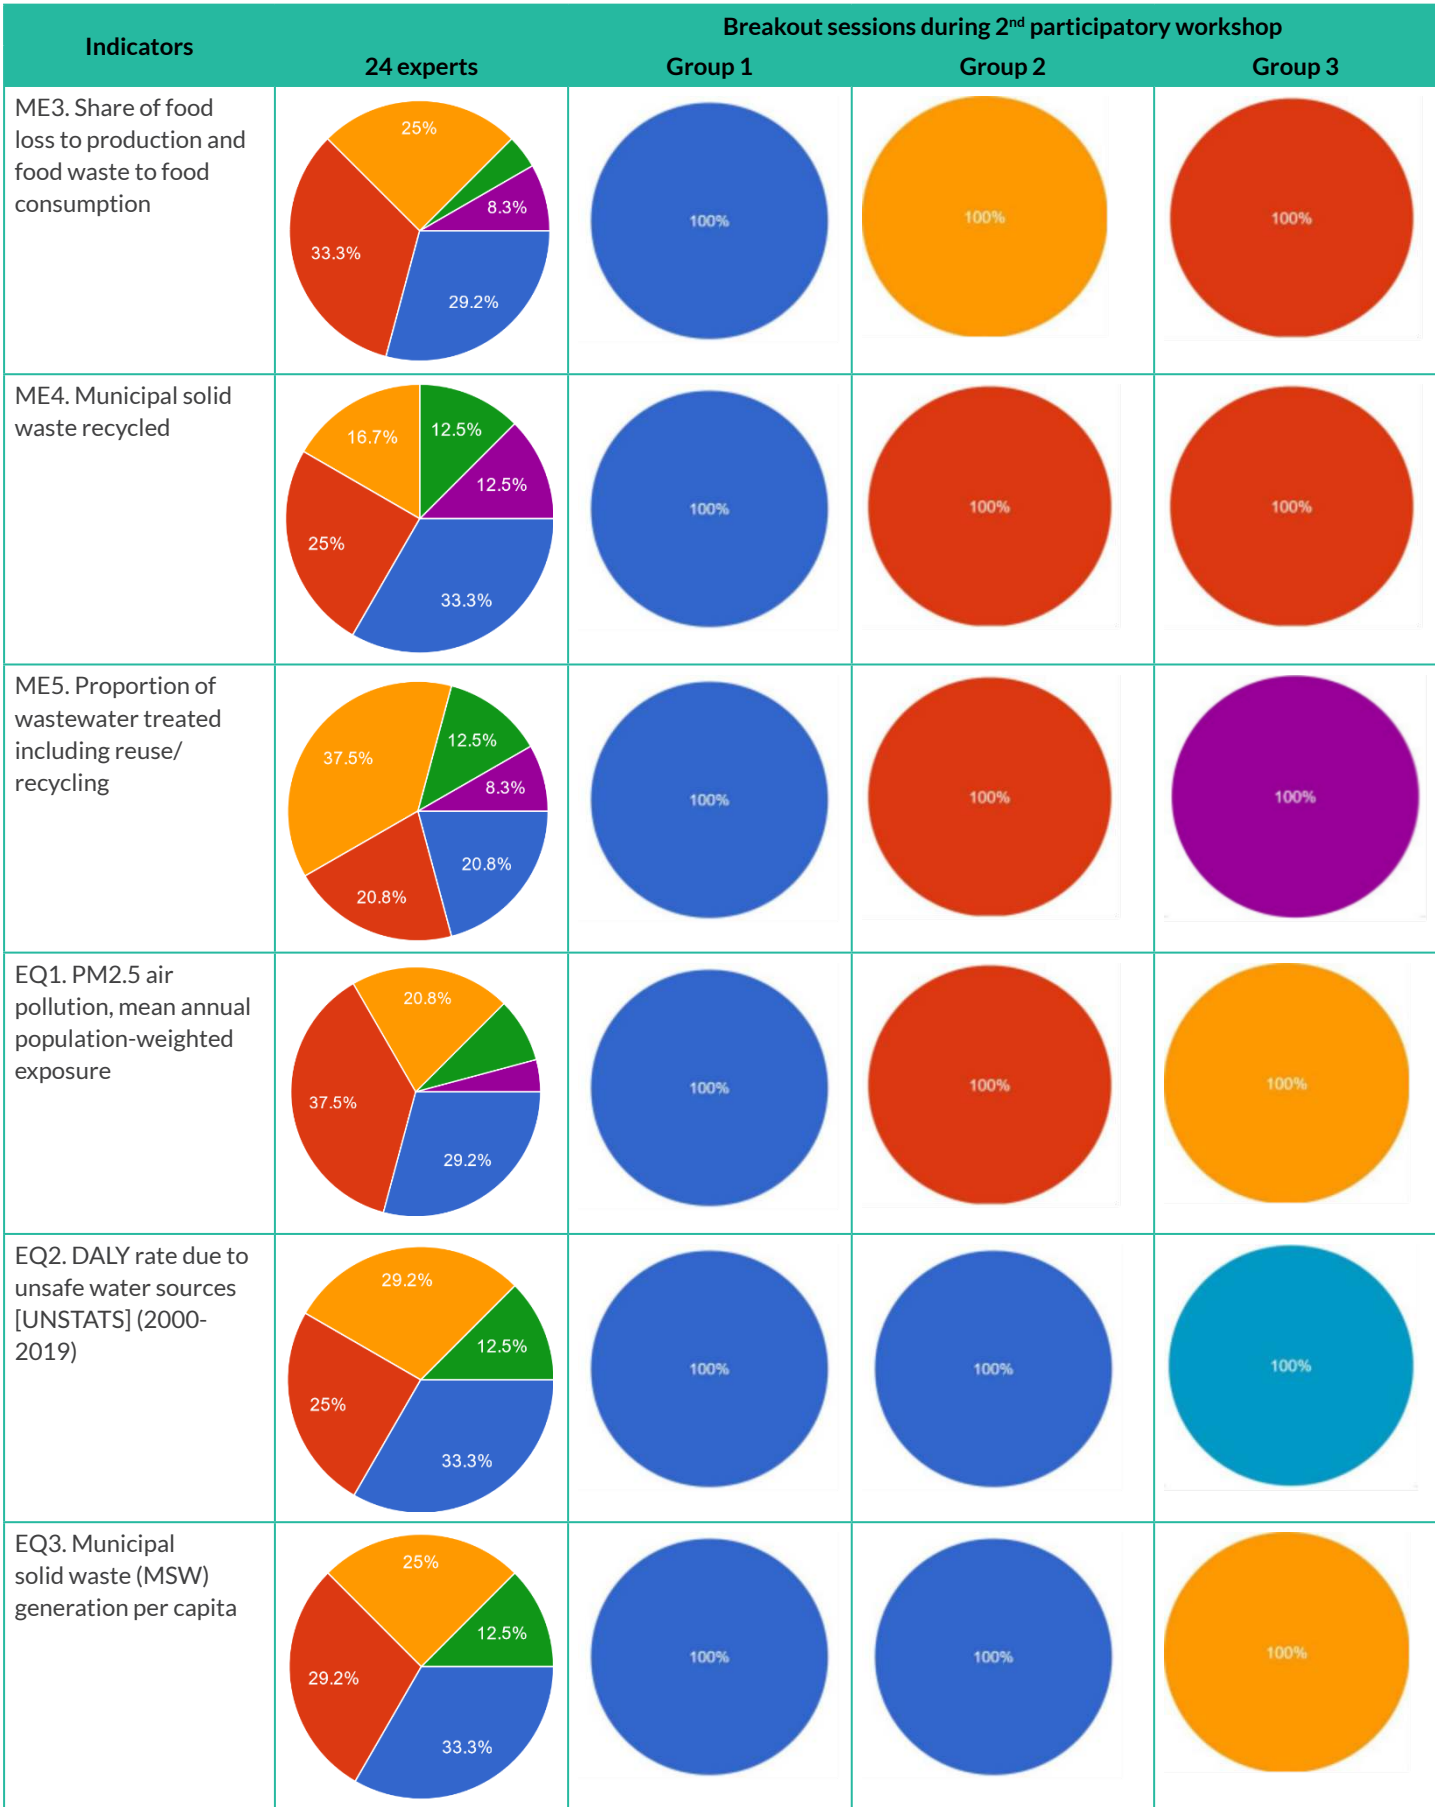 Indicators
Breakout sessions during 2nd participatory workshop
24 experts
Group 1
Group 2
Group 3
ME3. Share of food
loss to production and
food waste to food
consumption
25%
8.3%
33.3%
29.2%
100%
100%
100%
ME4. Municipal solid
waste recycled
16.7%
12.5%
12.5%
25%
33.3%
100%
100%
100%
ME5. Proportion of
wastewater treated
including reuse/
recycling
37.5%
12.5%
8.3%
20.8%
20.8%
100%
100%
100%
EQ1. PM2.5 air
pollution, mean annual
population-weighted
exposure
20.8%
37.5%
29.2%
100%
100%
100%
EQ2. DALY rate due to
unsafe water sources
[UNSTATS] (2000-
2019)
29.2%
12.5%
25%
33.3%
100%
100%
100%
EQ3. Municipal
solid waste (MSW)
generation per capita
25%
12.5%
29.2%
33.3%
100%
100%
100%